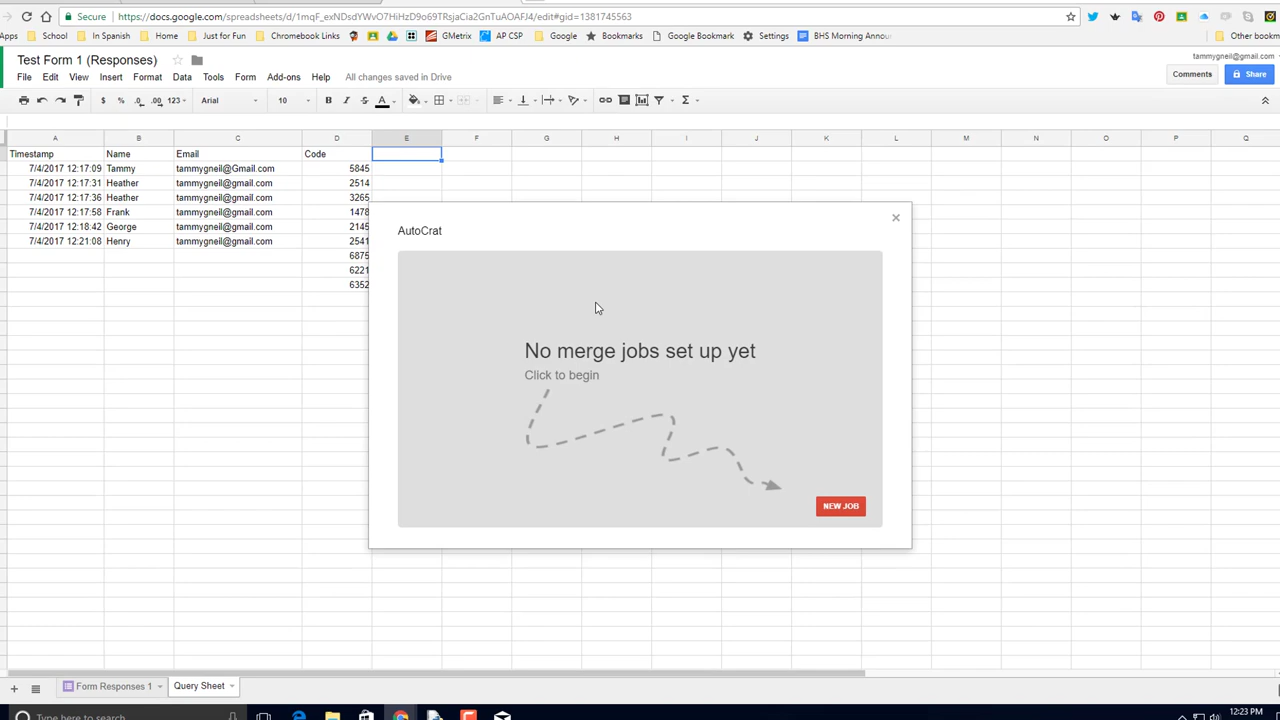 Secure https://docs.google.com/spreadsheets/d/1mqF_exNDsdYWvO7HiHzD9o69TRsjaCia2GnTuAOAFJ4/edit#gid=1381745563
Apps School In Spanish Home Just for Fun Chromebook Links GMetrix AP CSP Google Bookmarks Google Bookmark Settings BHS Morning Annou Other bookm
Test Form 1 (Responses)
tammygneil@gmail.com
File Edit View Insert Format Data Tools Form Add-ons Help All changes saved in Drive
Comments Share
$ % .0 .00 123 Arial 10 B I S A
A B C D E F G H I J K L M N O P Q
Timestamp Name Email Code
7/4/2017 12:17:09 Tammy tammygneil@Gmail.com 5845
7/4/2017 12:17:31 Heather tammygneil@gmail.com 2514
7/4/2017 12:17:36 Heather tammygneil@gmail.com 3265
7/4/2017 12:17:58 Frank tammygneil@gmail.com 1478
7/4/2017 12:18:42 George tammygneil@gmail.com 2145
7/4/2017 12:21:08 Henry tammygneil@gmail.com 2541
6875
6221
6352
AutoCrat
No merge jobs set up yet
Click to begin
NEW JOB
Form Responses 1 Query Sheet
Type here to search
12:23 PM